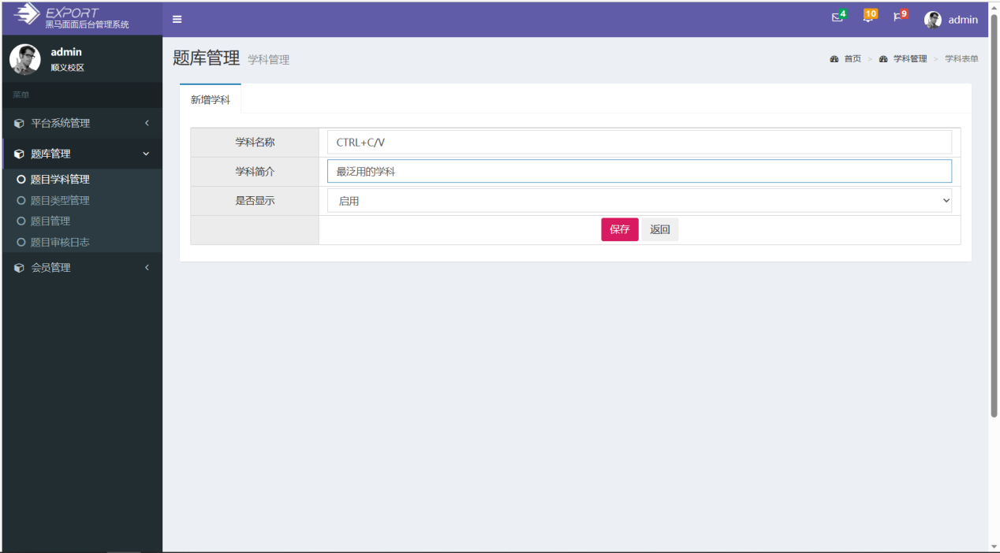 EXPORT
黑马面面后台管理系统
4
10
9
admin
admin
顺义校区
菜单
平台系统管理
题库管理
题目学科管理
题目类型管理
题目管理
题目审核日志
会员管理
题库管理 学科管理
首页 > 学科管理 > 学科表单
新增学科
学科名称 CTRL+C/V
学科简介 最泛用的学科
是否显示 启用
保存 返回